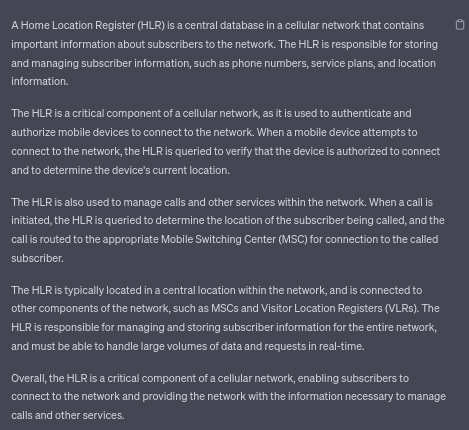 A Home Location Register (HLR) is a central database in a cellular network that contains
important information about subscribers to the network. The HLR is responsible for storing
and managing subscriber information, such as phone numbers, service plans, and location
information.
The HLR is a critical component of a cellular network, as it is used to authenticate and
authorize mobile devices to connect to the network. When a mobile device attempts to
connect to the network, the HLR is queried to verify that the device is authorized to connect
and to determine the device's current location.
The HLR is also used to manage calls and other services within the network. When a call is
initiated, the HLR is queried to determine the location of the subscriber being called, and the
call is routed to the appropriate Mobile Switching Center (MSC) for connection to the called
subscriber.
The HLR is typically located in a central location within the network, and is connected to
other components of the network, such as MSCs and Visitor Location Registers (VLRs). The
HLR is responsible for managing and storing subscriber information for the entire network,
and must be able to handle large volumes of data and requests in real-time.
Overall, the HLR is a critical component of a cellular network, enabling subscribers to
connect to the network and providing the network with the information necessary to manage
calls and other services.